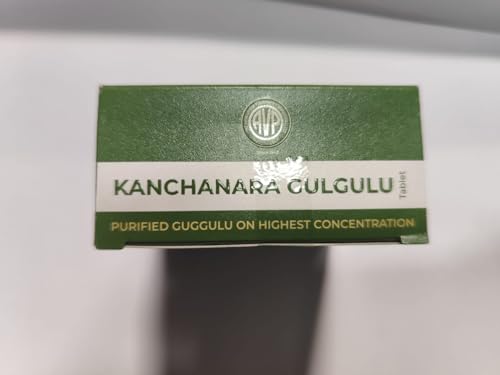 AVP
KANCHANARA GULGULU
Tablet
PURIFIED GUGGULU ON HIGHEST CONCENTRATION